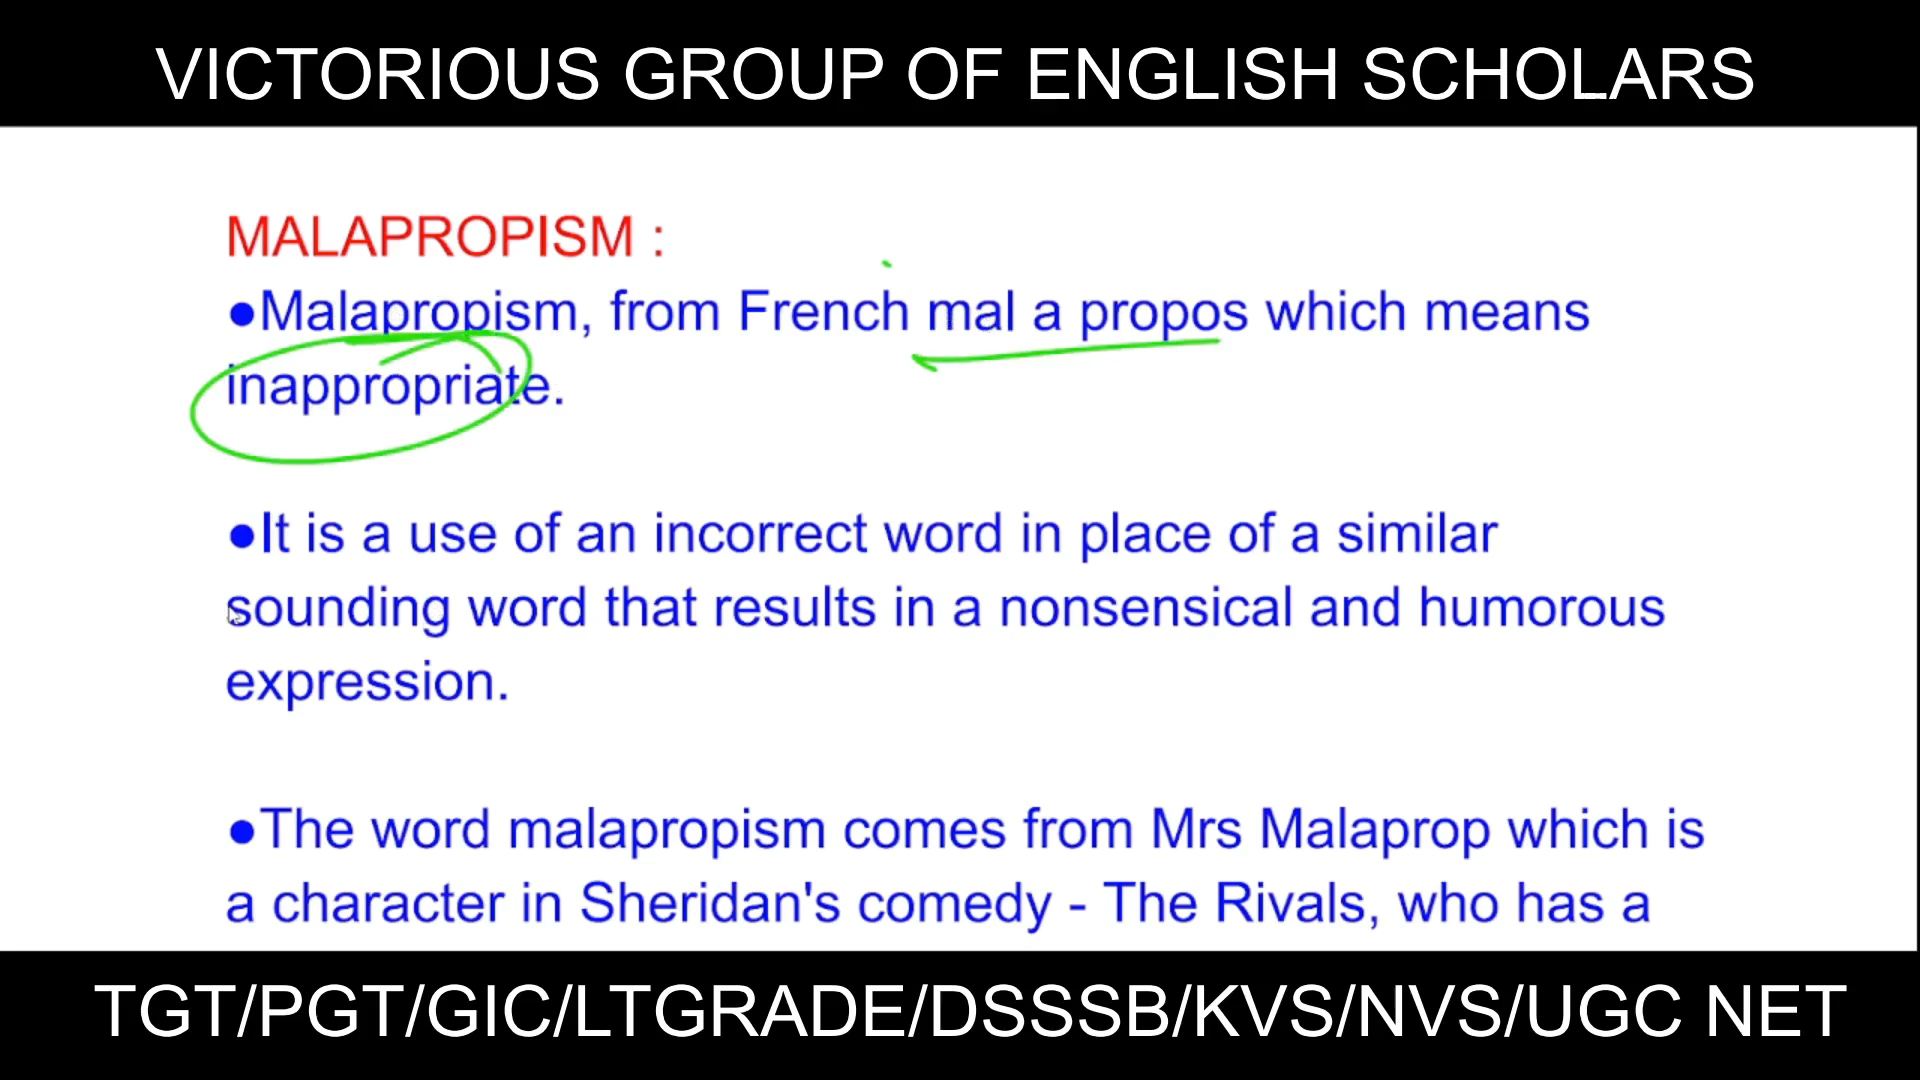 VICTORIOUS GROUP OF ENGLISH SCHOLARS
MALAPROPISM :
●Malapropism, from French mal a propos which means
inappropriate.
●It is a use of an incorrect word in place of a similar
sounding word that results in a nonsensical and humorous
expression.
●The word malapropism comes from Mrs Malaprop which is
a character in Sheridan's comedy - The Rivals, who has a
TGT/PGT/GIC/LTGRADE/DSSSB/KVS/NVS/UGC NET